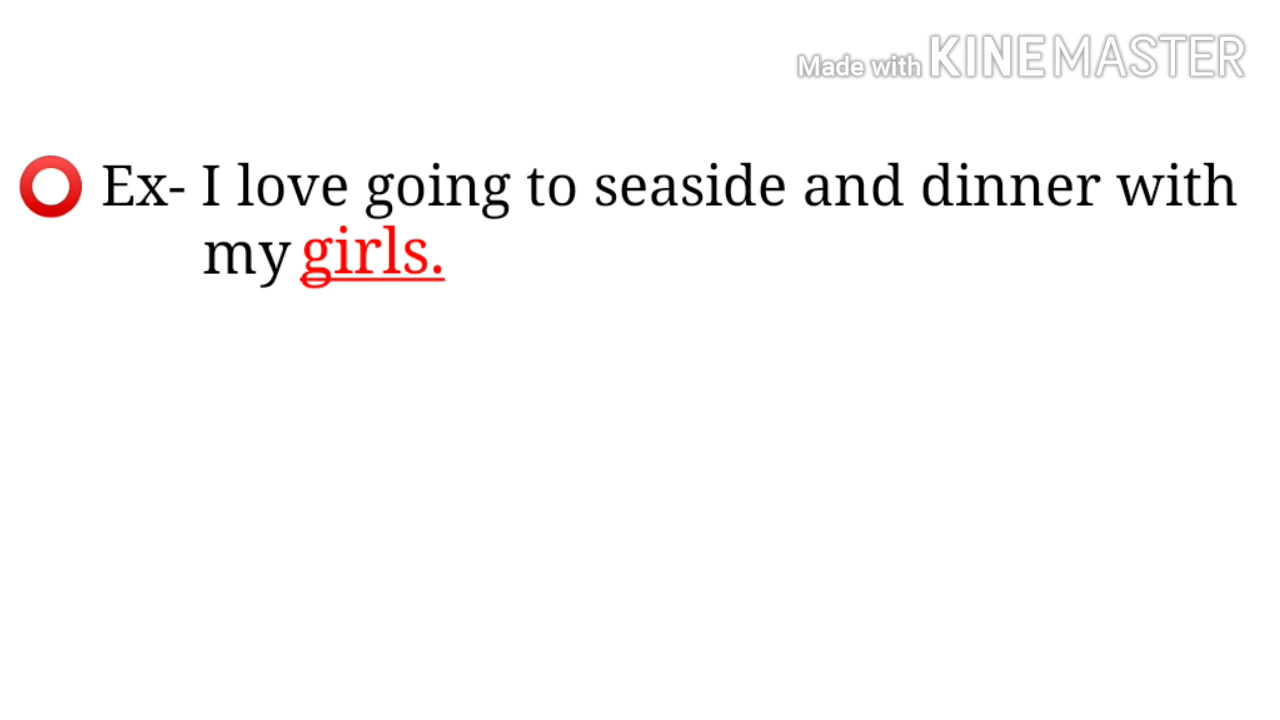 Made with KINEMASTER
Ex- I love going to seaside and dinner with
my girls.